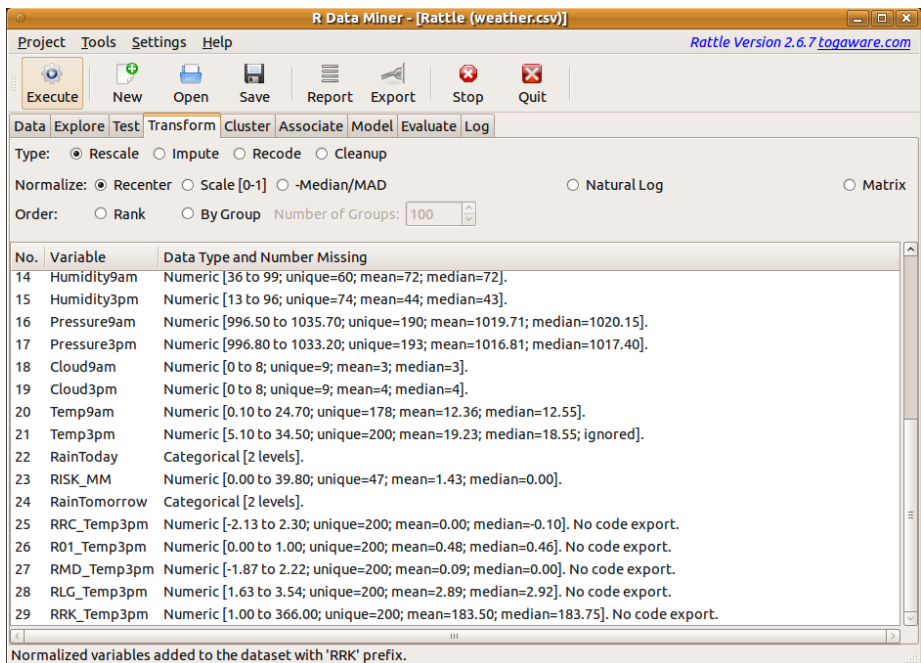 R Data Miner - [Rattle (weather.csv)]
Project Tools Settings Help Rattle Version 2.6.7 togaware.com
Execute New Open Save Report Export Stop Quit
Data Explore Test Transform Cluster Associate Model Evaluate Log
Type: Rescale Impute Recode Cleanup
Normalize: Recenter Scale [0-1] -Median/MAD Natural Log Matrix
Order: Rank By Group Number of Groups: 100
No. Variable Data Type and Number Missing
14 Humidity9am Numeric [36 to 99; unique=60; mean=72; median=72].
15 Humidity3pm Numeric [13 to 96; unique=74; mean=44; median=43].
16 Pressure9am Numeric [996.50 to 1035.70; unique=190; mean=1019.71; median=1020.15].
17 Pressure3pm Numeric [996.80 to 1033.20; unique=193; mean=1016.81; median=1017.40].
18 Cloud9am Numeric [0 to 8; unique=9; mean=3; median=3].
19 Cloud3pm Numeric [0 to 8; unique=9; mean=4; median=4].
20 Temp9am Numeric [0.10 to 24.70; unique=178; mean=12.36; median=12.55].
21 Temp3pm Numeric [5.10 to 34.50; unique=200; mean=19.23; median=18.55; ignored].
22 RainToday Categorical [2 levels].
23 RISK_MM Numeric [0.00 to 39.80; unique=47; mean=1.43; median=0.00].
24 RainTomorrow Categorical [2 levels].
25 RRC_Temp3pm Numeric [-2.13 to 2.30; unique=200; mean=0.00; median=-0.10]. No code export.
26 R01_Temp3pm Numeric [0.00 to 1.00; unique=200; mean=0.48; median=0.46]. No code export.
27 RMD_Temp3pm Numeric [-1.87 to 2.22; unique=200; mean=0.09; median=0.00]. No code export.
28 RLG_Temp3pm Numeric [1.63 to 3.54; unique=200; mean=2.89; median=2.92]. No code export.
29 RRK_Temp3pm Numeric [1.00 to 366.00; unique=200; mean=183.50; median=183.75]. No code export.
Normalized variables added to the dataset with 'RRK' prefix.